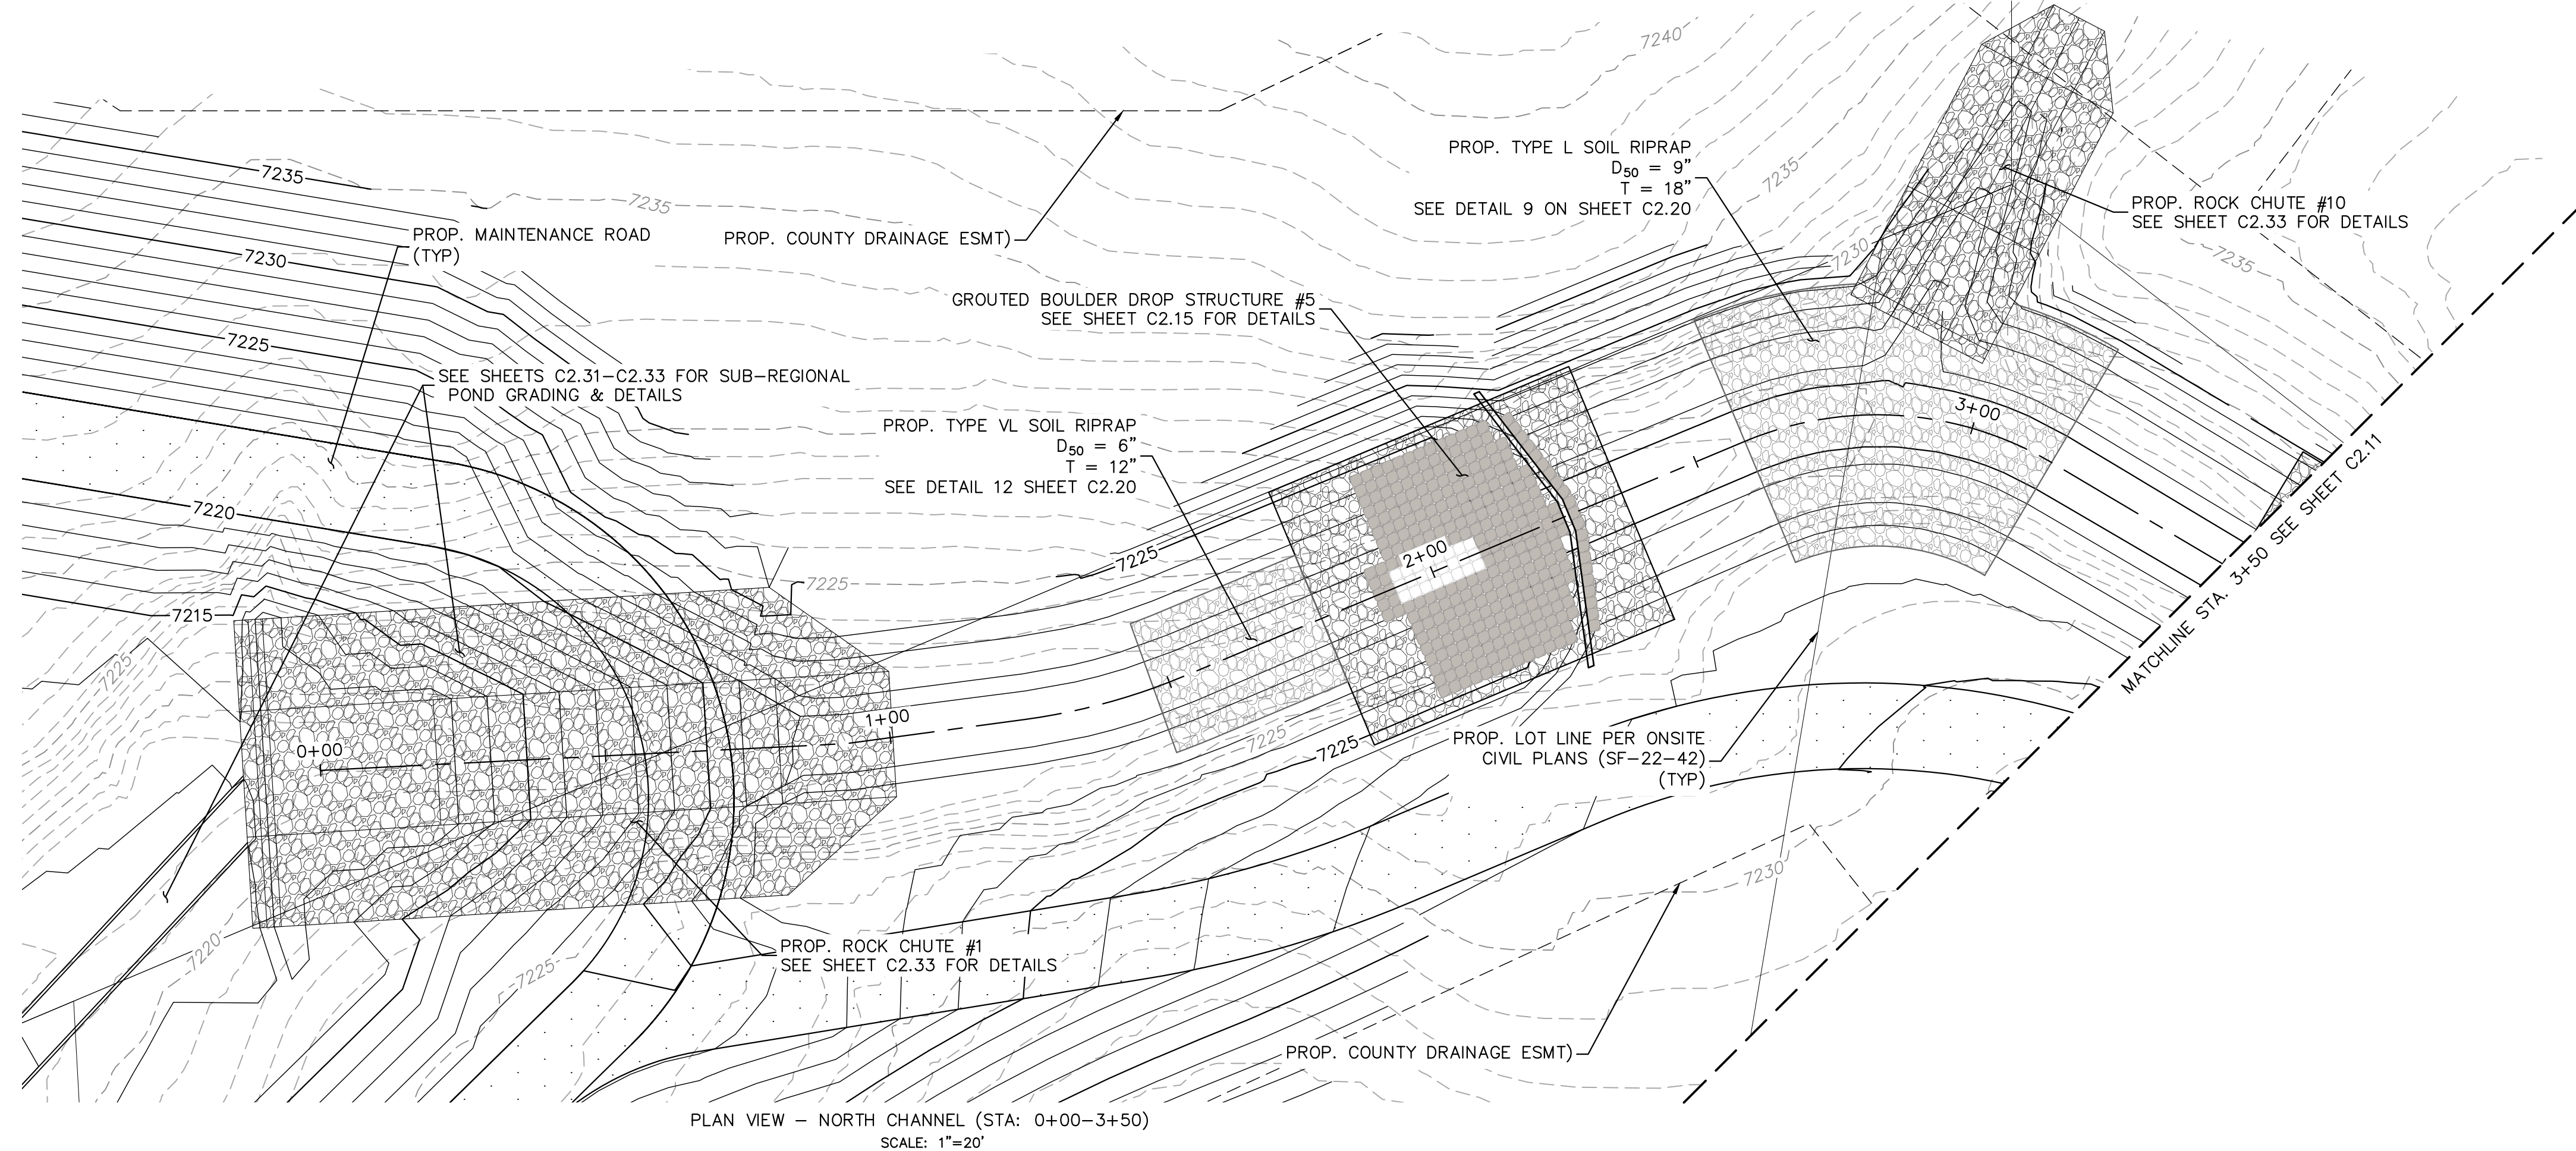 7240
PROP. TYPE L SOIL RIPRAP
D50 = 9"
T = 18"
SEE DETAIL 9 ON SHEET C2.20
7235
7235
7235
PROP. ROCK CHUTE #10
SEE SHEET C2.33 FOR DETAILS
PROP. MAINTENANCE ROAD
(TYP)
PROP. COUNTY DRAINAGE ESMT)
7230
7230
7235
GROUTED BOULDER DROP STRUCTURE #5
SEE SHEET C2.15 FOR DETAILS
7225
SEE SHEETS C2.31-C2.33 FOR SUB-REGIONAL
POND GRADING & DETAILS
3+00
PROP. TYPE VL SOIL RIPRAP
D50 = 6"
T = 12"
SEE DETAIL 12 SHEET C2.20
7220
MATCHLINE STA. 3+50 SEE SHEET C2.11
7225
2+00
7225
7215
7225
1+00
0+00
7225
7225
PROP. LOT LINE PER ONSITE
CIVIL PLANS (SF-22-42)
(TYP)
7230
7220
7225
PROP. ROCK CHUTE #1
SEE SHEET C2.33 FOR DETAILS
PROP. COUNTY DRAINAGE ESMT)
PLAN VIEW - NORTH CHANNEL (STA: 0+00-3+50)
SCALE: 1"=20'